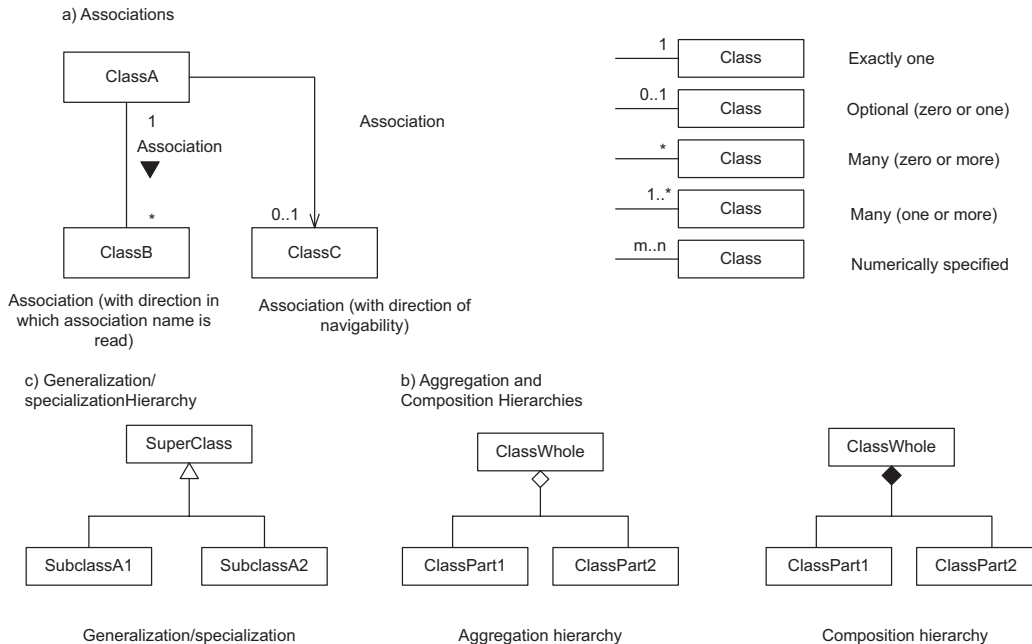 a) Associations
ClassA
1
Association
*
ClassB
Association (with direction in
which association name is
read)
Association
0..1
ClassC
Association (with direction of
navigability)
1
Class
Exactly one
0..1
Class
Optional (zero or one)
*
Class
Many (zero or more)
1..*
Class
Many (one or more)
m..n
Class
Numerically specified
c) Generalization/
specializationHierarchy
SuperClass
SubclassA1
SubclassA2
Generalization/specialization
b) Aggregation and
Composition Hierarchies
ClassWhole
ClassPart1
ClassPart2
Aggregation hierarchy
ClassWhole
ClassPart1
ClassPart2
Composition hierarchy